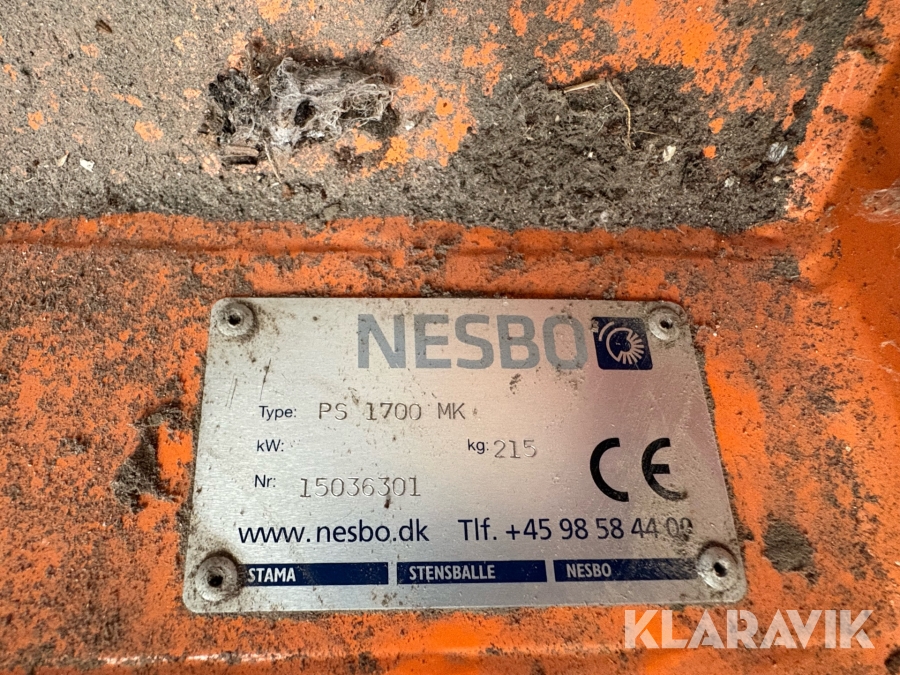 NESBO
Type: PS 1700 MK
kW: kg: 215
Nr: 15036301
www.nesbo.dk Tlf. +45 98 58 44 00
STAMA STENSBALLE NESBO
KLARAVIK